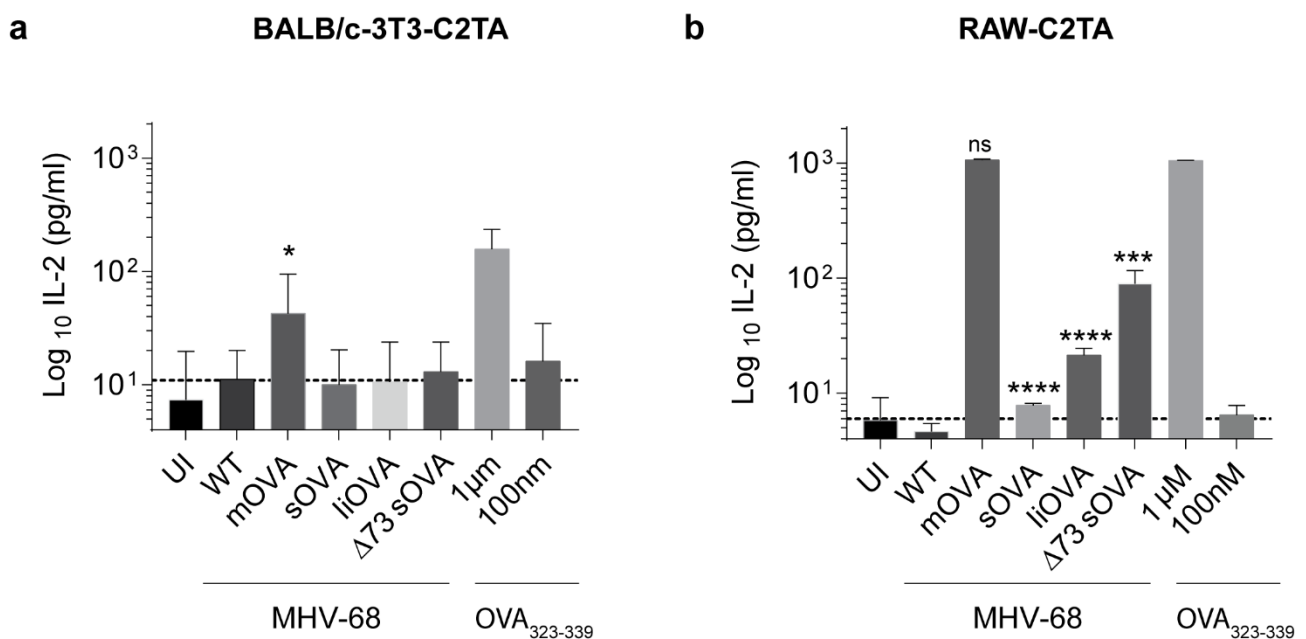 a
BALB/c-3T3-C2TA
Log 10 IL-2 (pg/ml)
10³
10²
10¹
*
UI
WT
mOVA
sOVA
liOVA
Δ73 sOVA
1µm
100nm
MHV-68
OVA323-339
b
RAW-C2TA
Log 10 IL-2 (pg/ml)
10³
10²
10¹
ns
****
****
***
UI
WT
mOVA
sOVA
liOVA
Δ73 sOVA
1 µM
100nM
MHV-68
OVA323-339